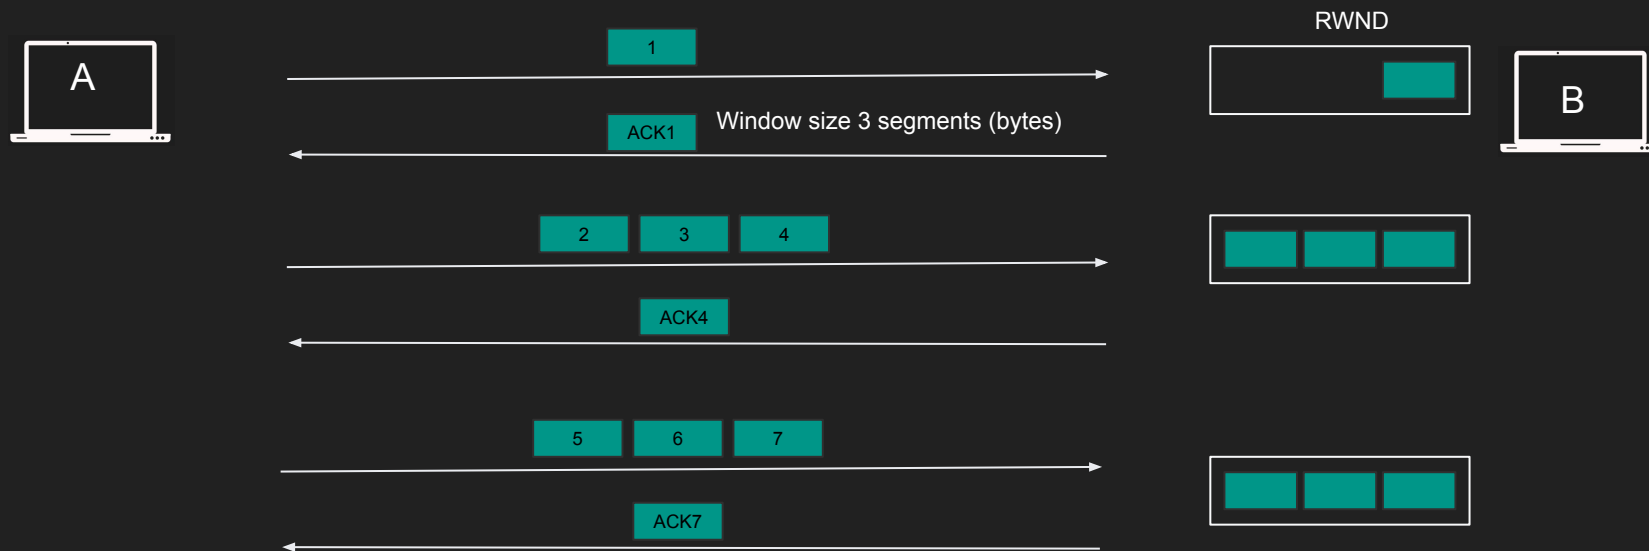 RWND
A
1
B
ACK1
Window size 3 segments (bytes)
2 3 4
ACK4
5 6 7
ACK7